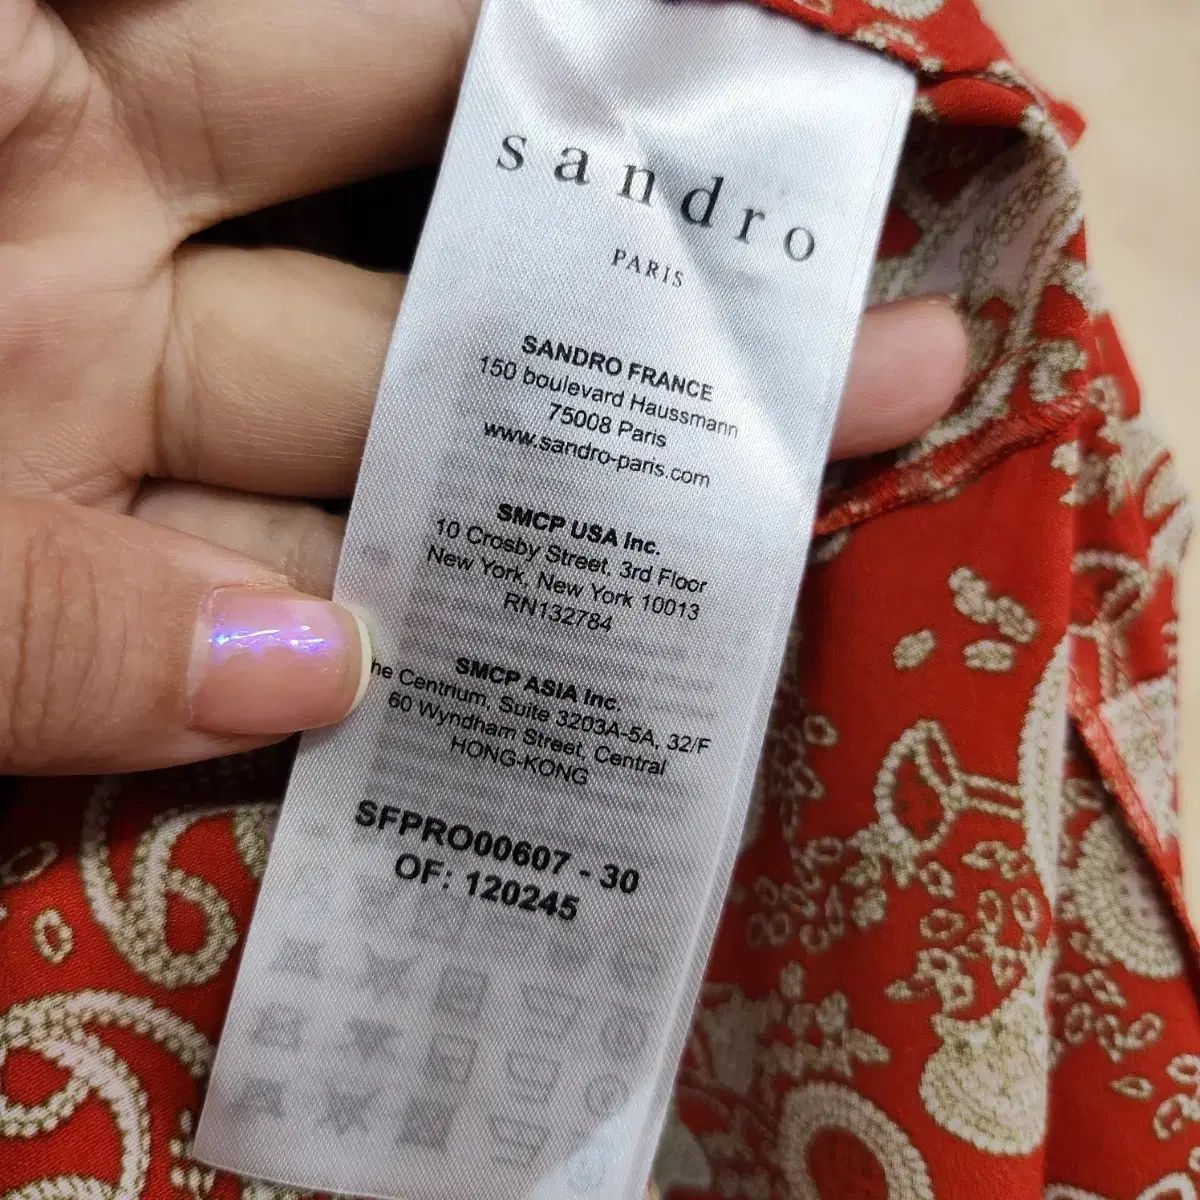 sandro
PARIS
SANDRO FRANCE
150 boulevard Haussmann
75008 Paris
www.sandro-paris.com
SMCP USA Inc.
10 Crosby Street, 3rd Floor
New York, New York 10013
RN132784
SMCP ASIA Inc.
he Centrium, Suite 3203A-5A, 32/F
60 Wyndham Street, Central
HONG-KONG
SFPRO00607 - 30
OF: 120245